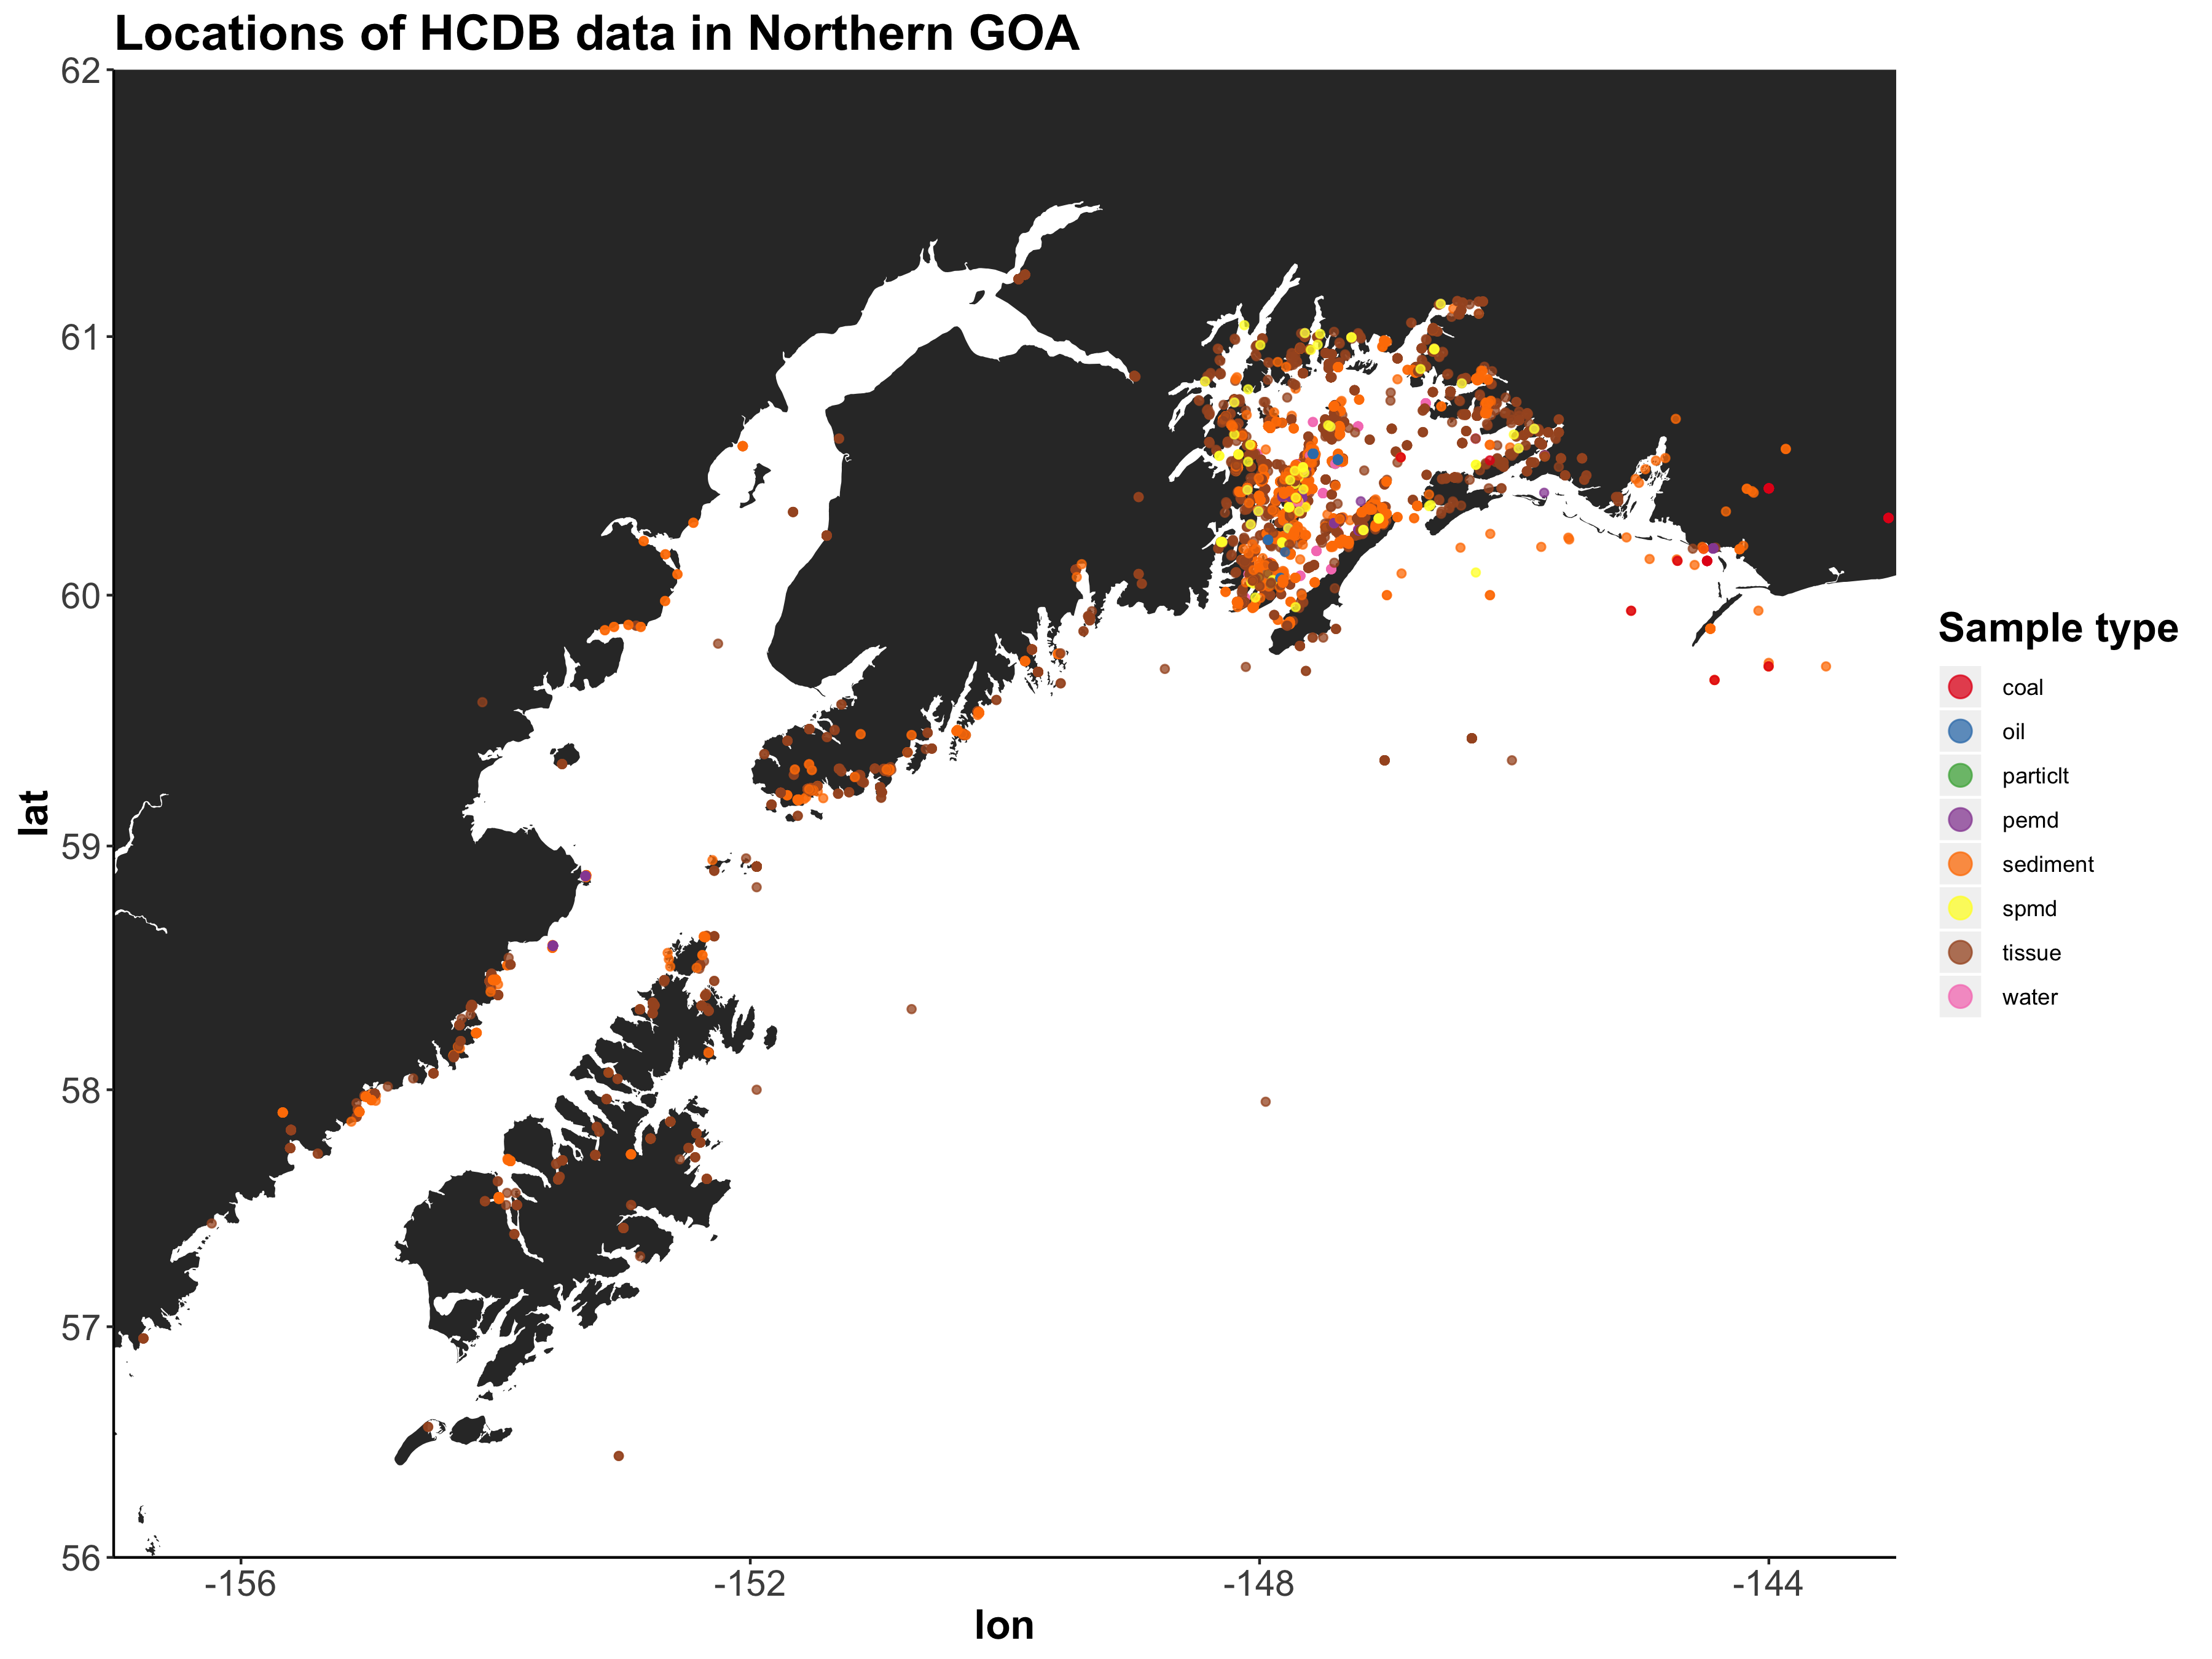 Locations of HCDB data in Northern GOA
62
61
60
59
58
57
56
lat
-156
-152
-148
-144
lon
Sample type
coal
oil
particlt
pemd
sediment
spmd
tissue
water